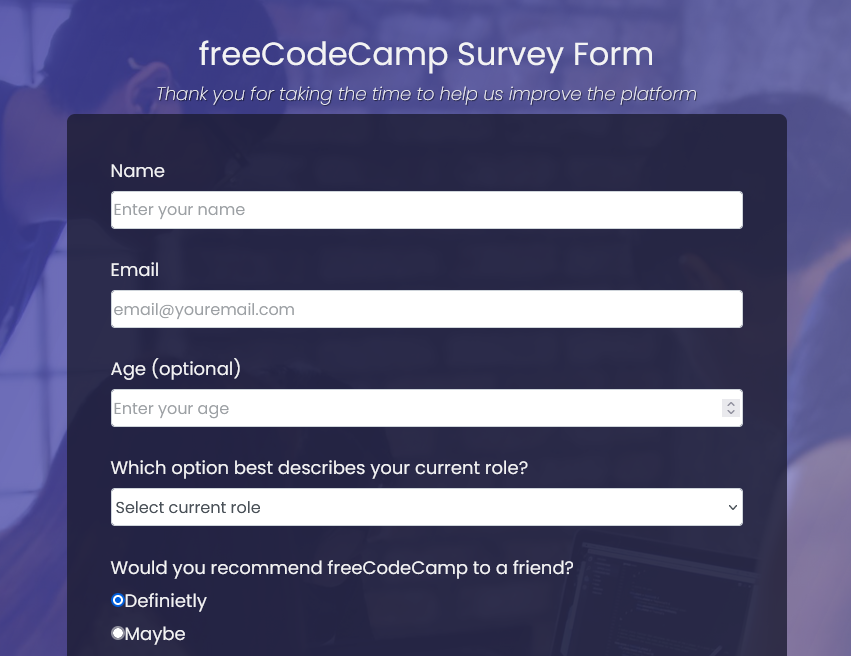 freeCodeCamp Survey Form
Thank you for taking the time to help us improve the platform
Name
Enter your name
Email
email@youremail.com
Age (optional)
Enter your age
Which option best describes your current role?
Select current role
Would you recommend freeCodeCamp to a friend?
Definietly
Maybe